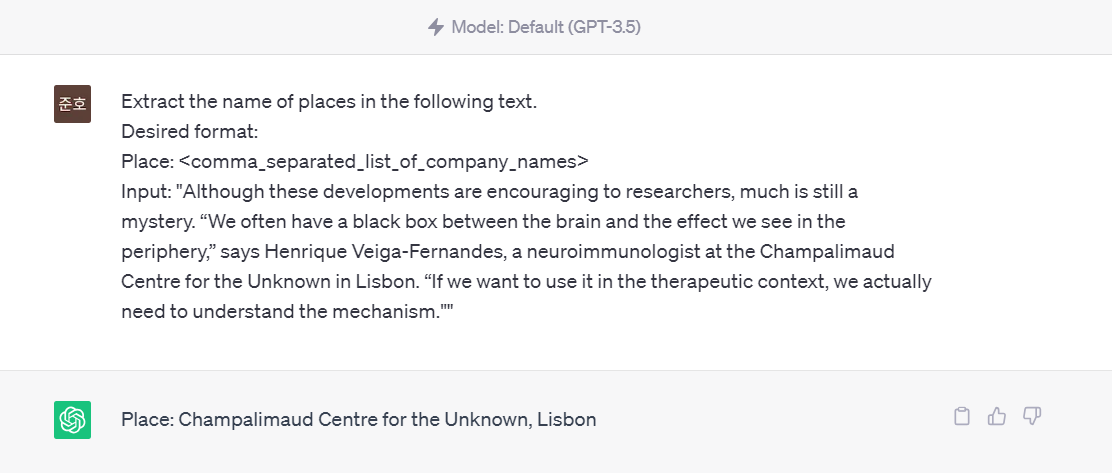 Model: Default (GPT-3.5)
준호
Extract the name of places in the following text.
Desired format:
Place: <comma_separated_list_of_company_names>
Input: "Although these developments are encouraging to researchers, much is still a
mystery. “We often have a black box between the brain and the effect we see in the
periphery,” says Henrique Veiga-Fernandes, a neuroimmunologist at the Champalimaud
Centre for the Unknown in Lisbon. “If we want to use it in the therapeutic context, we actually
need to understand the mechanism.""
Place: Champalimaud Centre for the Unknown, Lisbon